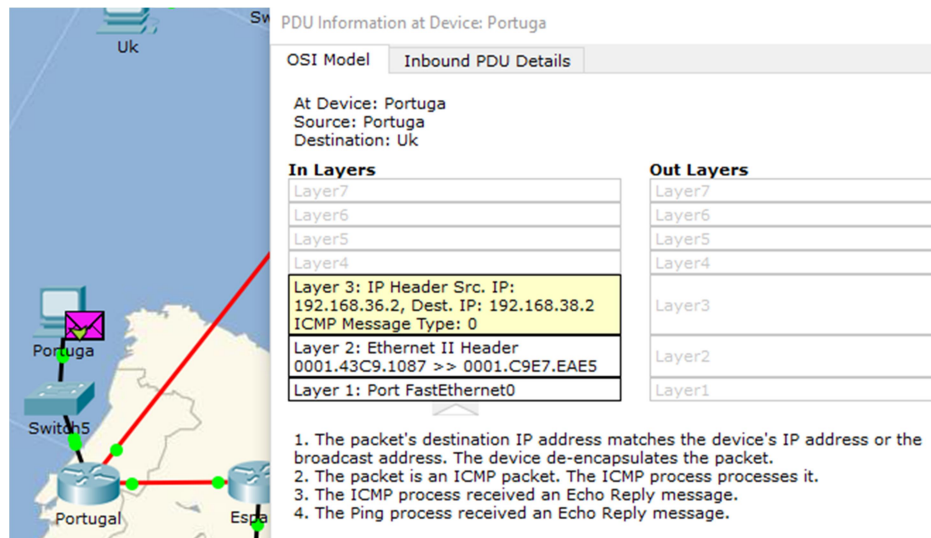 Uk
Sw
PDU Information at Device: Portuga
OSI Model
Inbound PDU Details
At Device: Portuga
Source: Portuga
Destination: Uk
In Layers
Out Layers
Layer7
Layer7
Layer6
Layer6
Layer5
Layer5
Layer4
Layer4
Layer 3: IP Header Src. IP:
192.168.36.2, Dest. IP: 192.168.38.2
ICMP Message Type: 0
Layer3
Layer 2: Ethernet II Header
0001.43C9.1087 >> 0001.C9E7.EAE5
Layer2
Layer 1: Port FastEthernet0
Layer1
1. The packet's destination IP address matches the device's IP address or the
broadcast address. The device de-encapsulates the packet.
2. The packet is an ICMP packet. The ICMP process processes it.
3. The ICMP process received an Echo Reply message.
4. The Ping process received an Echo Reply message.
Portuga
Switch5
Portugal
Espa